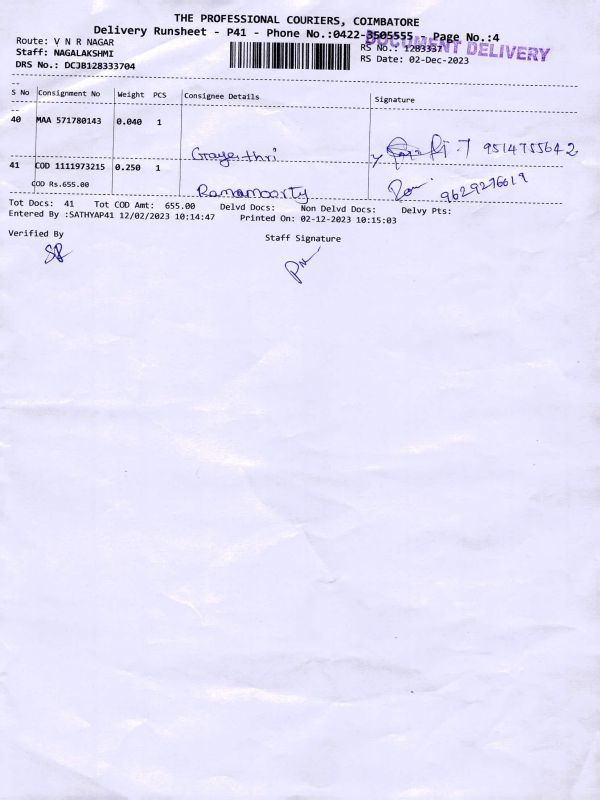 THE PROFESSIONAL COURIERS, COIMBATORE
Delivery Runsheet - P41 - Phone No.:0422-3505555 - Page No.:4
DOCUMENT DELIVERY
Route: V N R NAGAR
RS No.: 1283337
Staff: NAGALAKSHMI
RS Date: 02-Dec-2023
DRS No.: DCJB128333704
S No Consignment No Weight PCS Consignee Details Signature
40 MAA 571780143 0.040 1
Gayethri 9514755642
41 COD 1111973215 0.250 1
9629276619
COD Rs.655.00
Ramamoorty
Tot Docs: 41 Tot COD Amt: 655.00 Delvd Docs: Non Delvd Docs: Delvy Pts:
Entered By :SATHYAP41 12/02/2023 10:14:47 Printed On: 02-12-2023 10:15:03
Verified By
Staff Signature